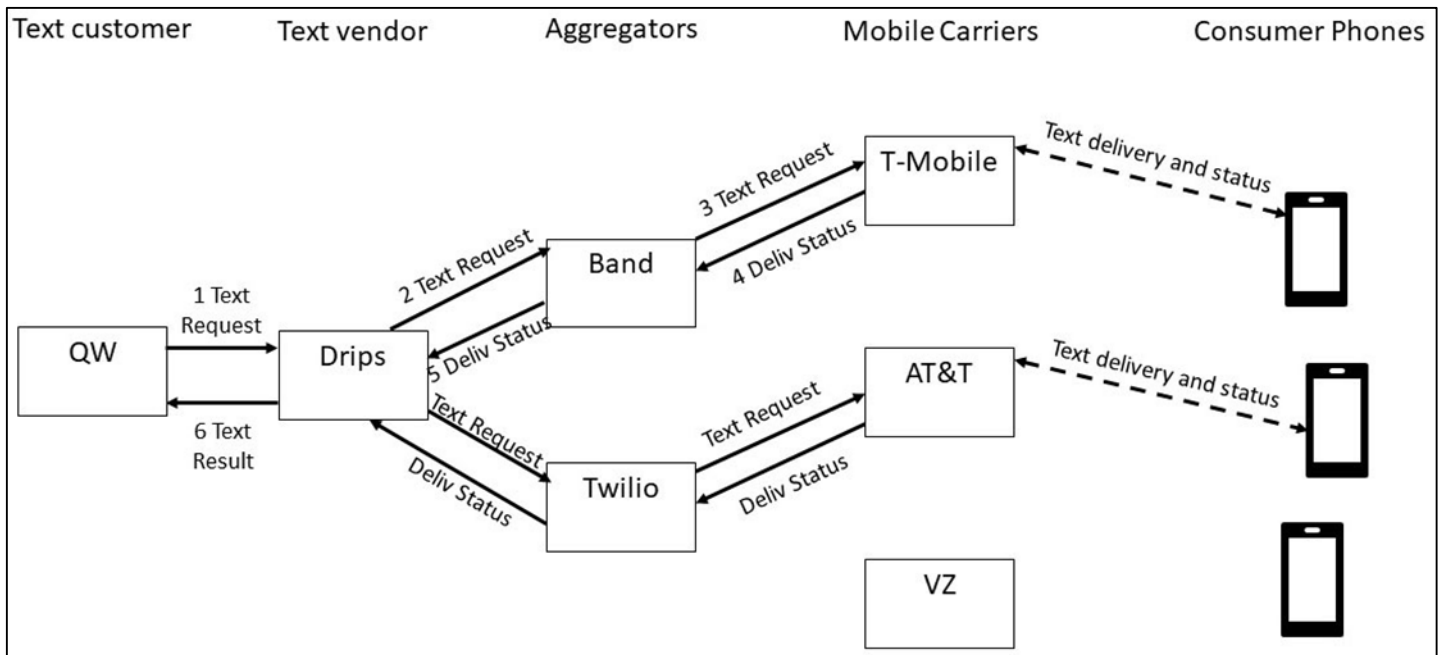 Text customer
Text vendor
Aggregators
Mobile Carriers
Consumer Phones
QW
1 Text
Request
6 Text
Result
Drips
2 Text Request
5 Deliv Status
Text Request
Deliv Status
Band
Twilio
3 Text Request
4 Deliv Status
Text Request
Deliv Status
T-Mobile
AT&T
VZ
Text delivery and status
Text delivery and status